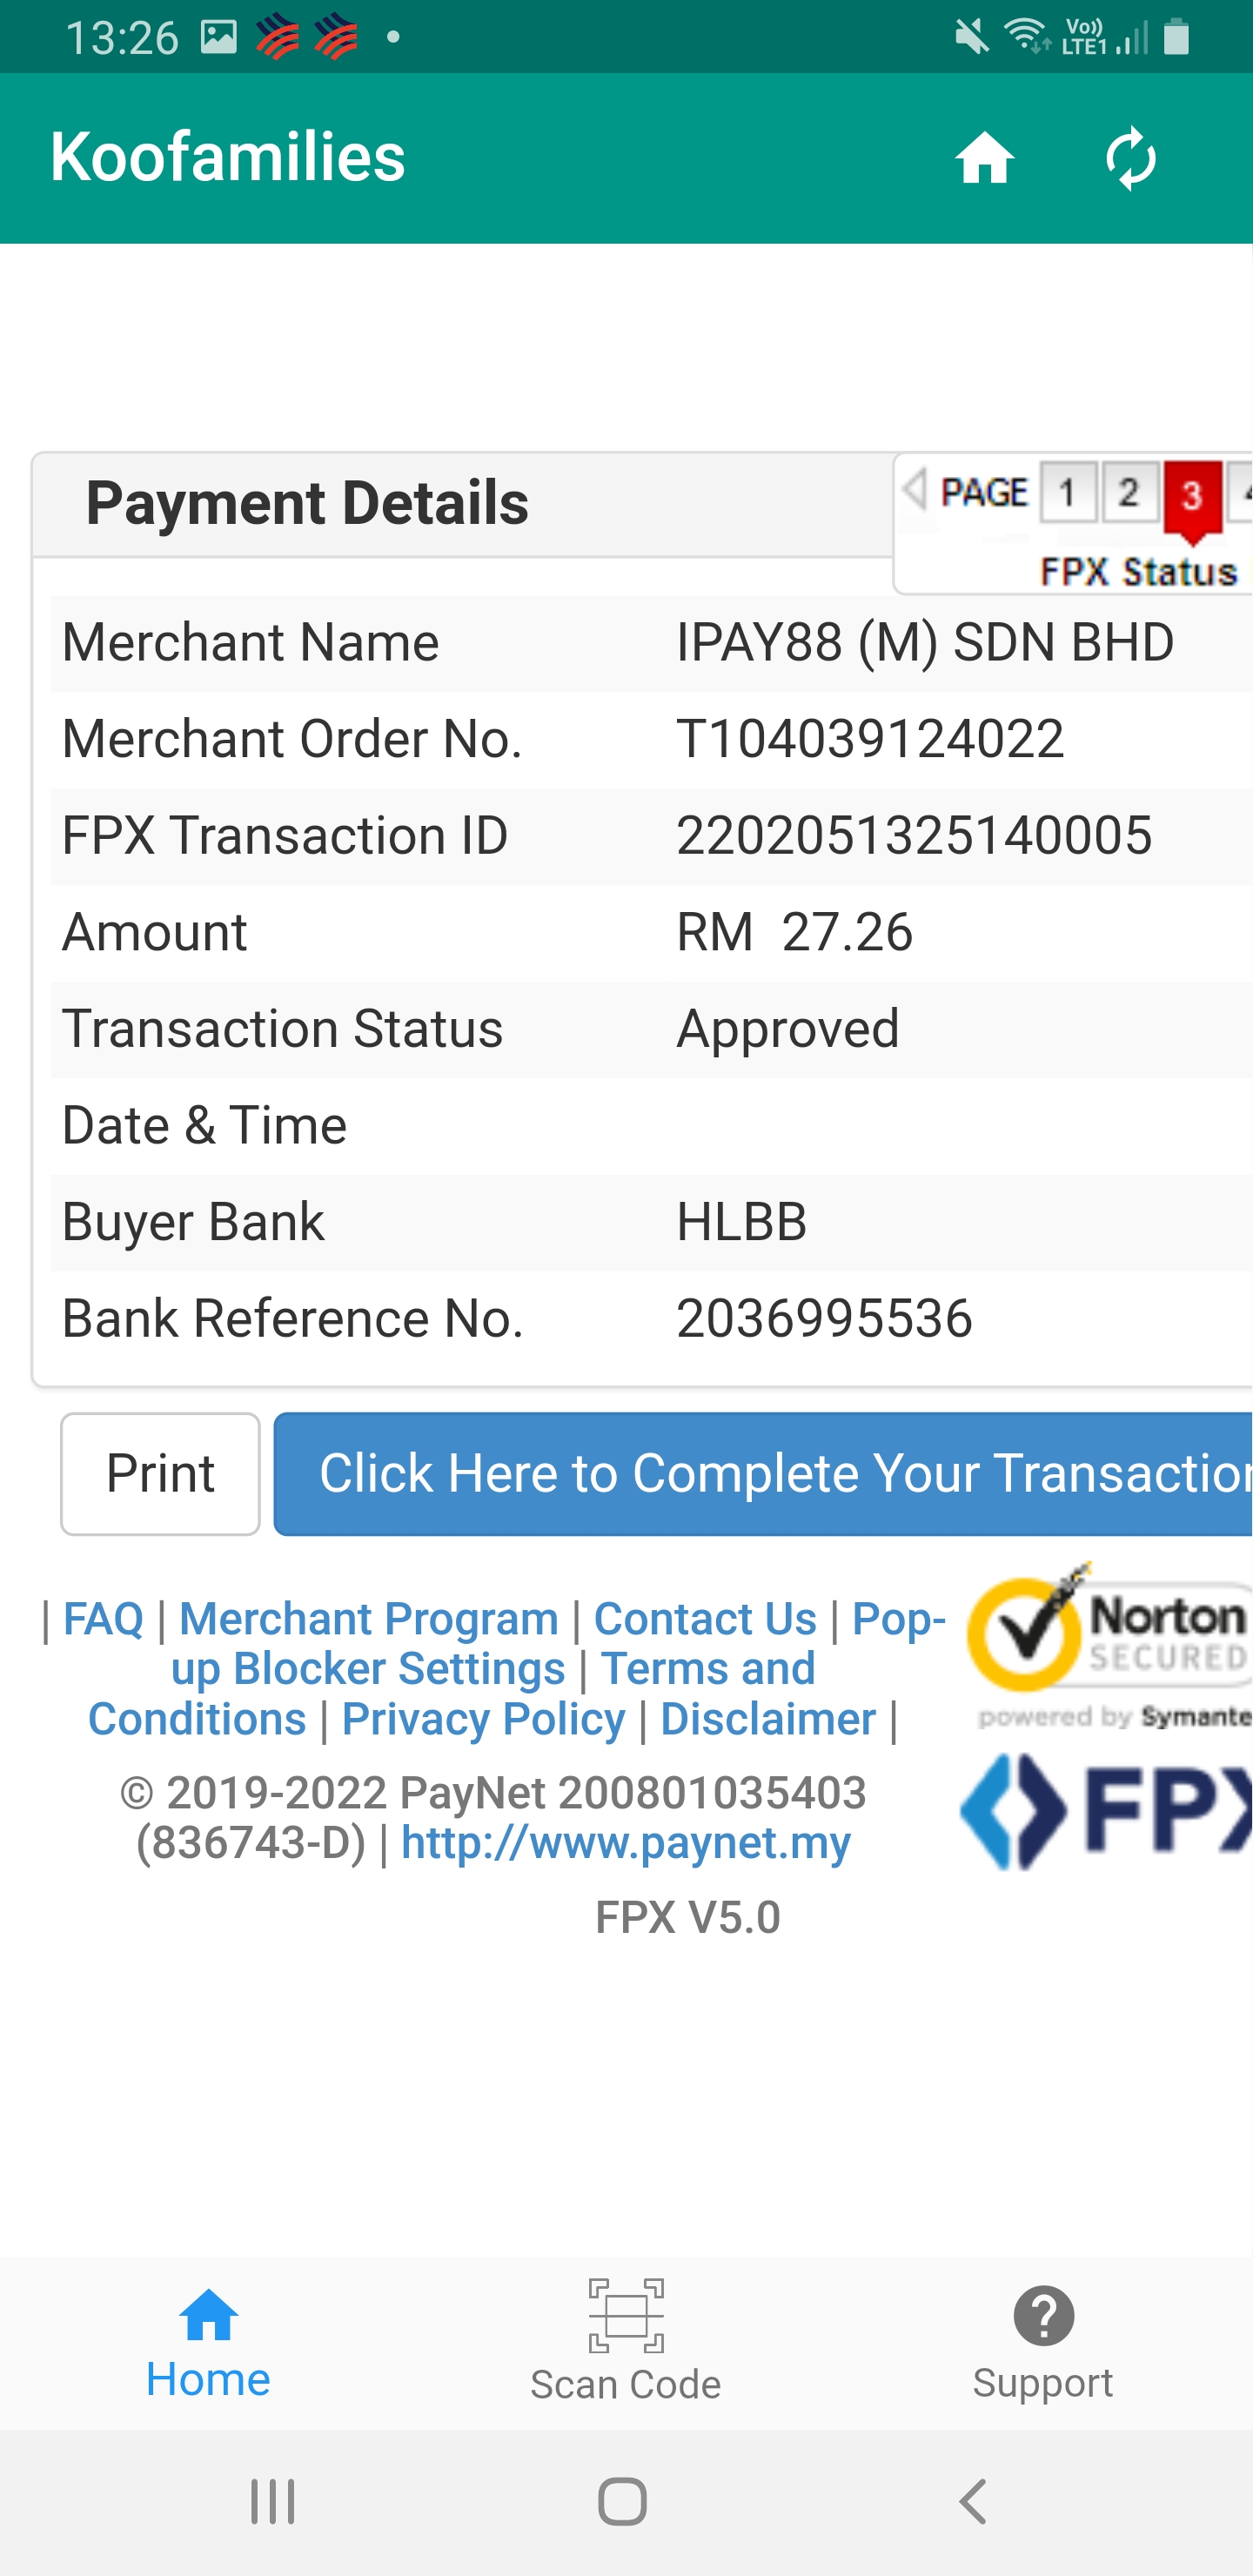 13:26 Vo)) LTE1
Koofamilies
Payment Details
PAGE 1 2 3
FPX Status
Merchant Name IPAY88 (M) SDN BHD
Merchant Order No. T104039124022
FPX Transaction ID 2202051325140005
Amount RM 27.26
Transaction Status Approved
Date & Time
Buyer Bank HLBB
Bank Reference No. 2036995536
Print Click Here to Complete Your Transaction
| FAQ | Merchant Program | Contact Us | Pop-
up Blocker Settings | Terms and
Conditions | Privacy Policy | Disclaimer |
Norton
SECURED
powered by Symante
© 2019-2022 PayNet 200801035403
(836743-D) | http://www.paynet.my
FPX
FPX V5.0
Home Scan Code Support